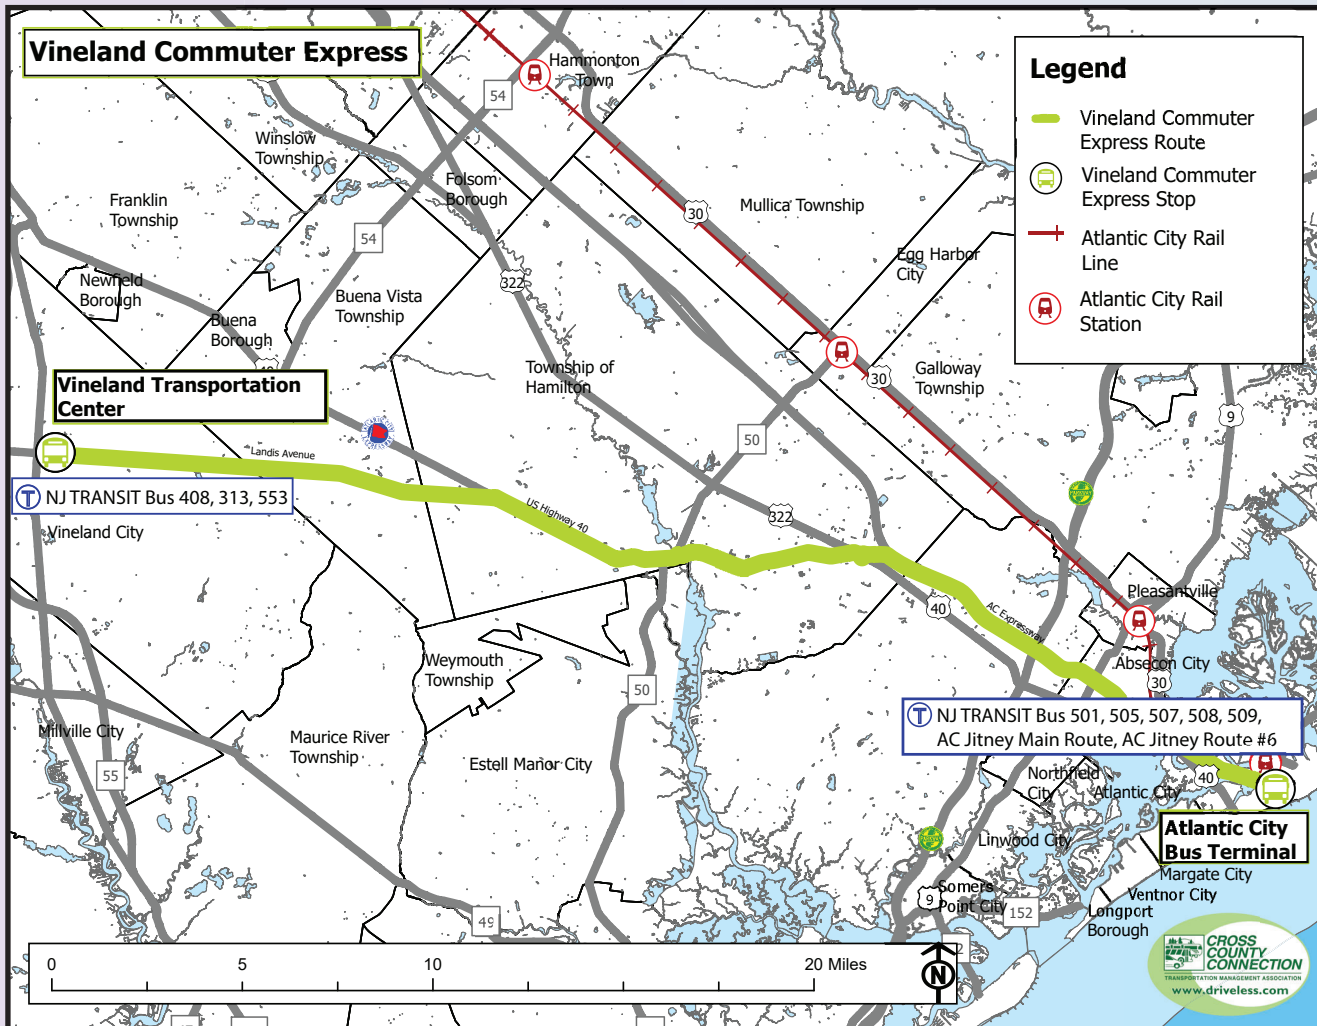 Vineland Commuter Express
Legend
Vineland Commuter
Express Route
Vineland Commuter
Express Stop
Atlantic City Rail
Line
Atlantic City Rail
Station
Hammonton
Town
54
Winslow
Township
Folsom
Borough
Franklin
Township
54
30
Mullica Township
Egg Harbor
City
Newfield
Borough
322
Buena Vista
Township
Buena
Borough
Township of
Hamilton
30
Galloway
Township
9
Vineland Transportation
Center
50
Landis Avenue
NJ TRANSIT Bus 408, 313, 553
US Highway 40
322
PARKWAY
Vineland City
Pleasantville
40
AC Expressway
Weymouth
Township
Absecon City
30
50
NJ TRANSIT Bus 501, 505, 507, 508, 509,
AC Jitney Main Route, AC Jitney Route #6
Millville City
Maurice River
Township
Estell Manor City
55
Northfield
City
Atlantic City
40
Linwood City
Atlantic City
Bus Terminal
Margate City
Somers
Point City
9
152
Ventnor City
Longport
Borough
49
0
5
10
20 Miles
N
2
CROSS
COUNTY
CONNECTION
TRANSPORTATION MANAGEMENT ASSOCIATION
www.driveless.com